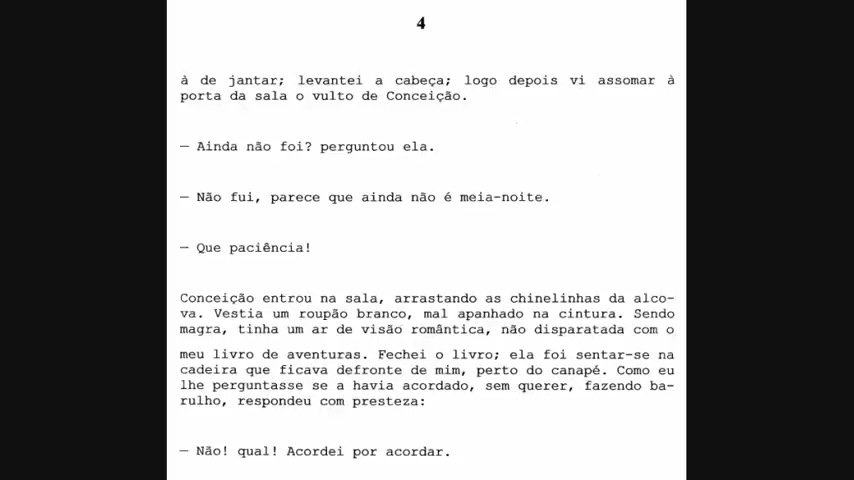 4
à de jantar; levantei a cabeça; logo depois vi assomar à
porta da sala o vulto de Conceição.
— Ainda não foi? perguntou ela.
— Não fui, parece que ainda não é meia-noite.
— Que paciência!
Conceição entrou na sala, arrastando as chinelinhas da alco-
va. Vestia um roupão branco, mal apanhado na cintura. Sendo
magra, tinha um ar de visão romântica, não disparatada com o
meu livro de aventuras. Fechei o livro; ela foi sentar-se na
cadeira que ficava defronte de mim, perto do canapé. Como eu
lhe perguntasse se a havia acordado, sem querer, fazendo ba-
rulho, respondeu com presteza:
— Não! qual! Acordei por acordar.